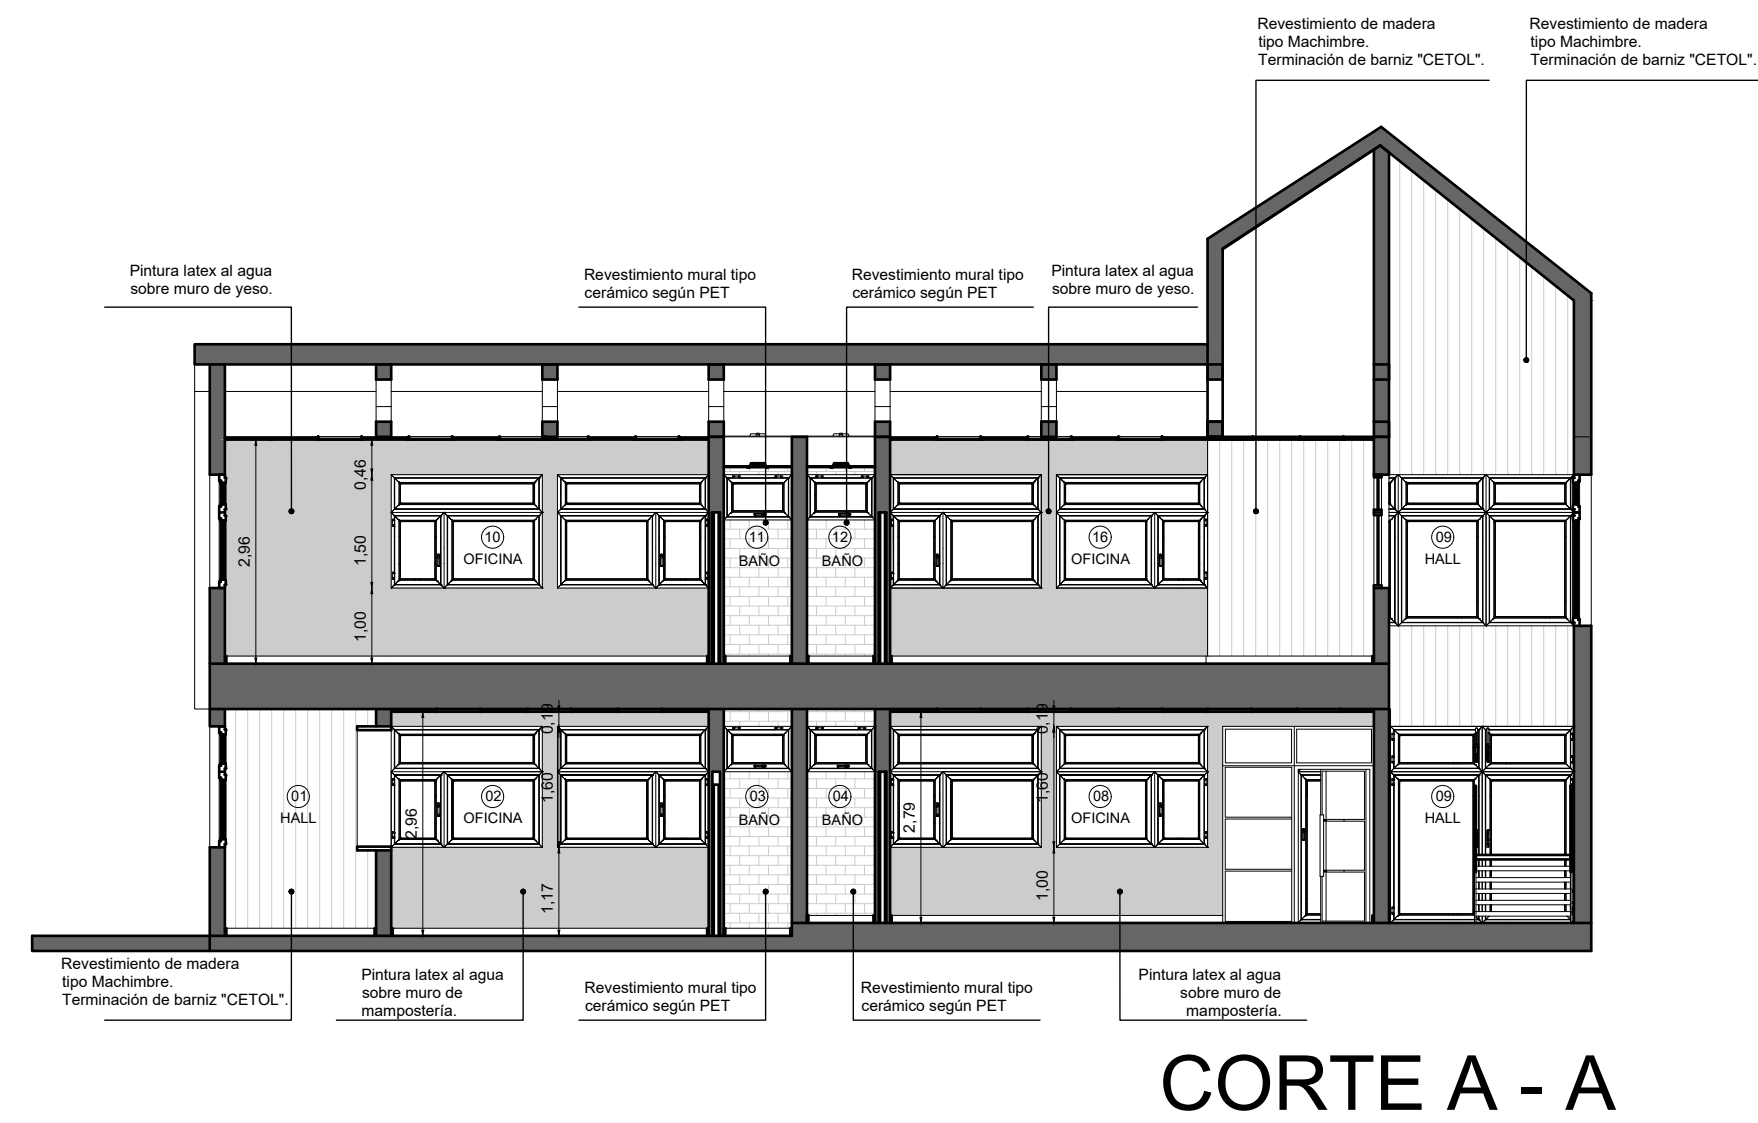 Revestimiento de madera
tipo Machimbre.
Terminación de barniz "CETOL".
Revestimiento de madera
tipo Machimbre.
Terminación de barniz "CETOL".
Pintura latex al agua
sobre muro de yeso.
Revestimiento mural tipo
cerámico según PET
Revestimiento mural tipo
cerámico según PET
Pintura latex al agua
sobre muro de yeso.
2,96
0,46
1,50
1,00
10
OFICINA
11
BAÑO
12
BAÑO
16
OFICINA
09
HALL
01
HALL
2,96
02
OFICINA
0,19
1,60
1,17
03
BAÑO
04
BAÑO
2,79
0,19
1,60
1,00
08
OFICINA
09
HALL
Revestimiento de madera
tipo Machimbre.
Terminación de barniz "CETOL".
Pintura latex al agua
sobre muro de
mampostería.
Revestimiento mural tipo
cerámico según PET
Revestimiento mural tipo
cerámico según PET
Pintura latex al agua
sobre muro de
mampostería.
CORTE A - A